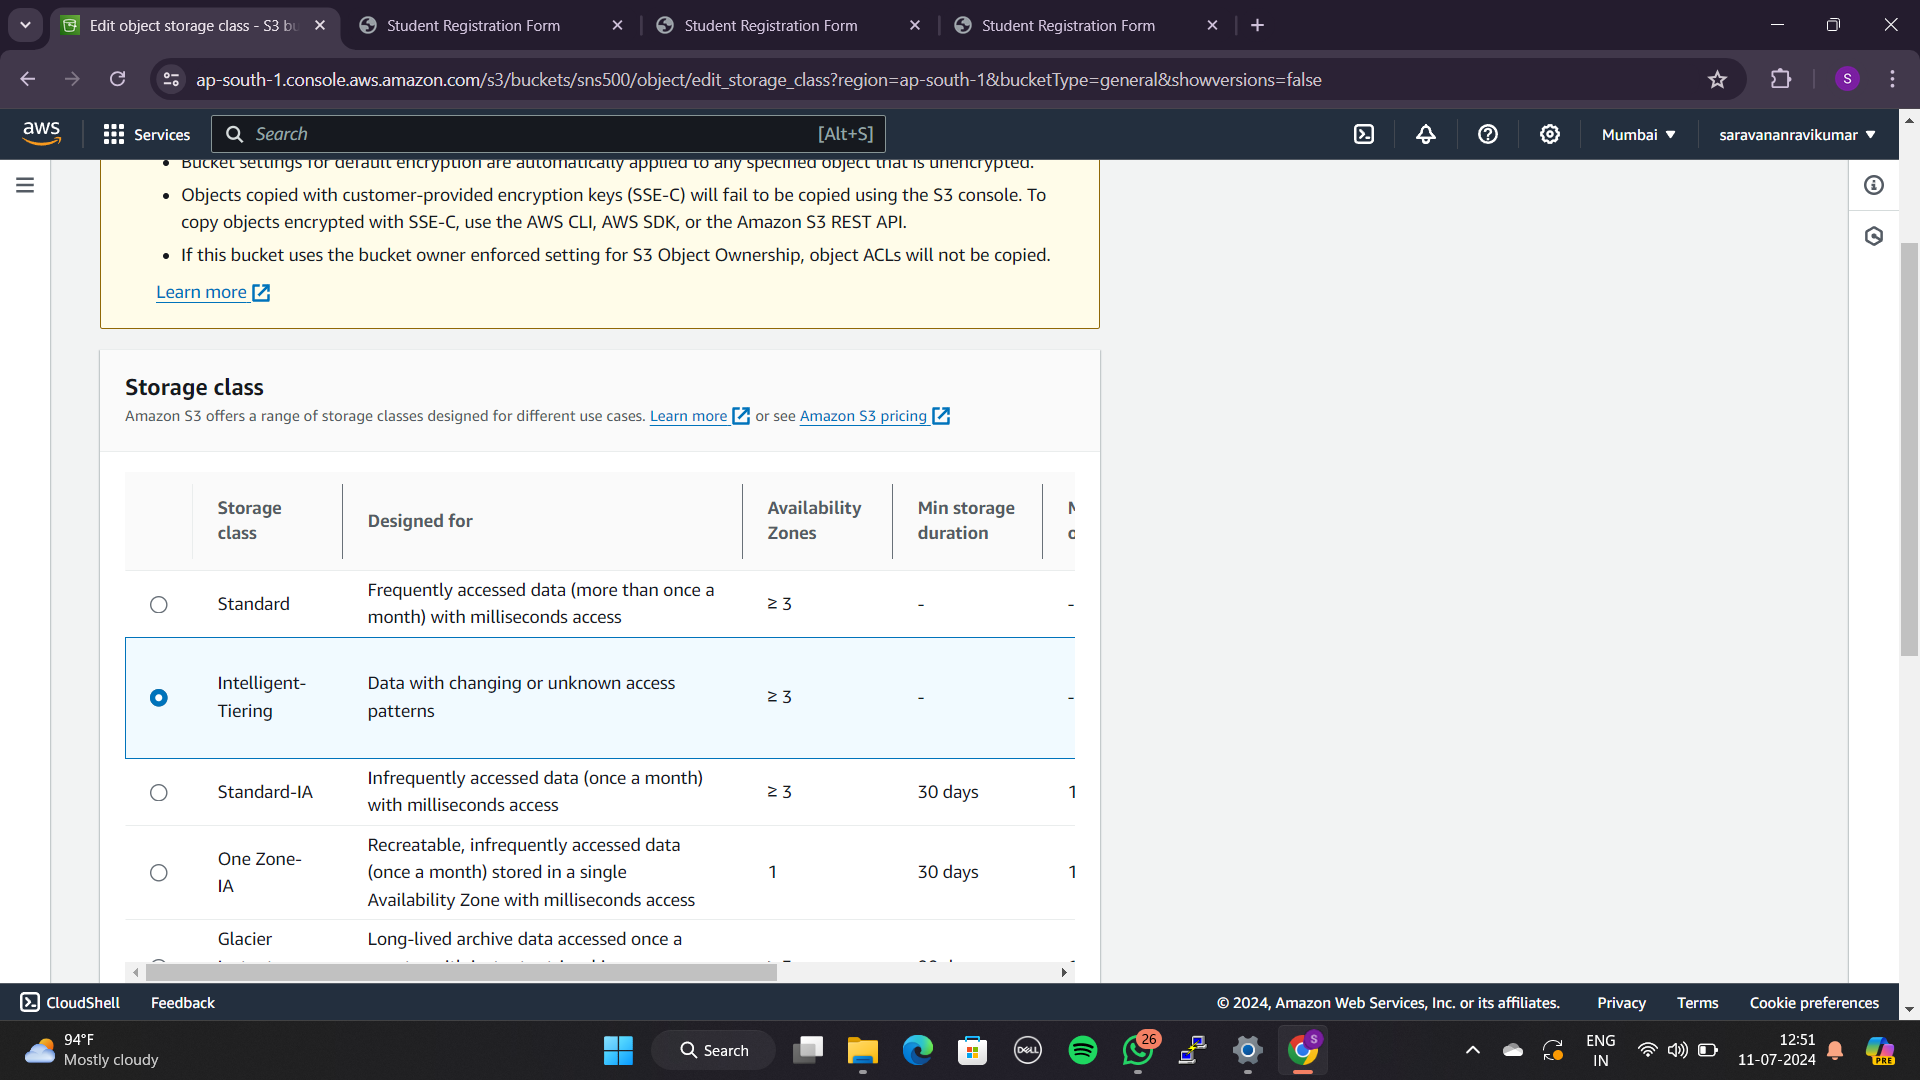 Edit object storage class - S3 bu
Student Registration Form
Student Registration Form
Student Registration Form
ap-south-1.console.aws.amazon.com/s3/buckets/sns500/object/edit_storage_class?region=ap-south-1&bucketType=general&showversions=false
S
aws
Services
Search
[Alt+S]
Mumbai
saravananravikumar
Bucket settings for default encryption are automatically applied to any specified object that is unencrypted.
Objects copied with customer-provided encryption keys (SSE-C) will fail to be copied using the S3 console. To
copy objects encrypted with SSE-C, use the AWS CLI, AWS SDK, or the Amazon S3 REST API.
If this bucket uses the bucket owner enforced setting for S3 Object Ownership, object ACLs will not be copied.
Learn more
Storage class
Amazon S3 offers a range of storage classes designed for different use cases. Learn more or see Amazon S3 pricing
Storage class
Designed for
Availability Zones
Min storage duration
Standard
Frequently accessed data (more than once a
month) with milliseconds access
≥ 3
-
-
Intelligent-
Tiering
Data with changing or unknown access
patterns
≥ 3
-
-
Standard-IA
Infrequently accessed data (once a month)
with milliseconds access
≥ 3
30 days
1
One Zone-
IA
Recreatable, infrequently accessed data
(once a month) stored in a single
Availability Zone with milliseconds access
1
30 days
1
Glacier
Long-lived archive data accessed once a
CloudShell
Feedback
© 2024, Amazon Web Services, Inc. or its affiliates.
Privacy
Terms
Cookie preferences
94°F
Mostly cloudy
Search
DELL
26
S
ENG
IN
12:51
11-07-2024
PRE